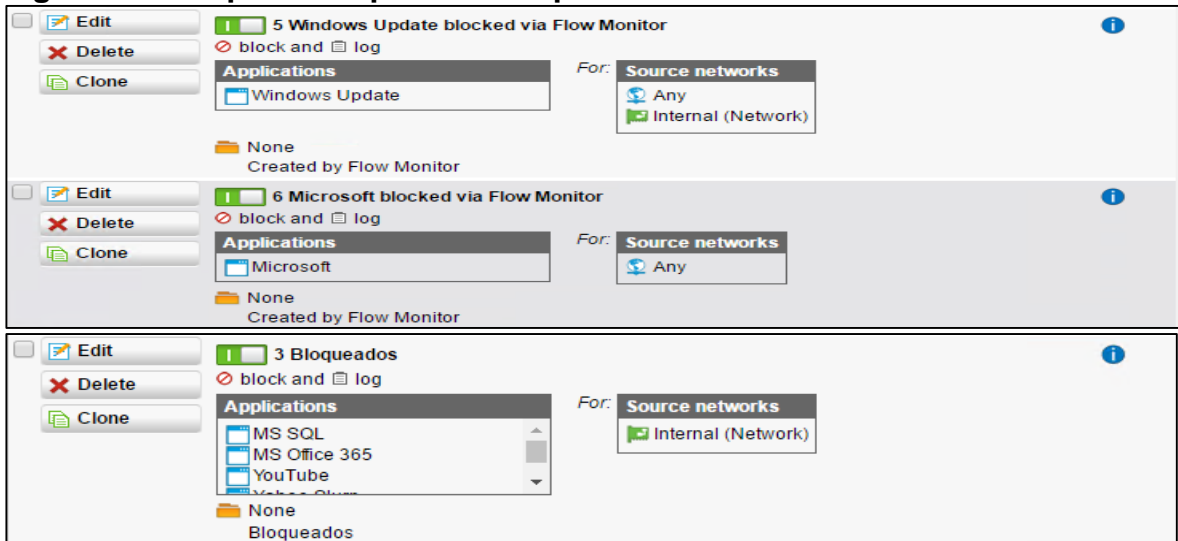 Edit
5 Windows Update blocked via Flow Monitor
Delete
block and log
Clone
Applications
For: Source networks
Windows Update
Any
Internal (Network)
None
Created by Flow Monitor
Edit
6 Microsoft blocked via Flow Monitor
Delete
block and log
Clone
Applications
For: Source networks
Microsoft
Any
None
Created by Flow Monitor
Edit
3 Bloqueados
Delete
block and log
Clone
Applications
For: Source networks
MS SQL
Internal (Network)
MS Office 365
YouTube
None
Bloqueados